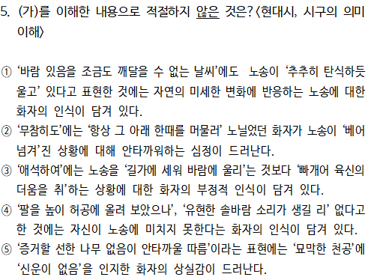 5. (가)를 이해한 내용으로 적절하지 않은 것은?<현대시, 시구의 의미
이해>
① ‘바람 있음을 조금도 깨달을 수 없는 날씨’에도 노송이 ‘추추히 탄식하듯
울고’ 있다고 표현한 것에는 자연의 미세한 변화에 반응하는 노송에 대한
화자의 인식이 담겨 있다.
② ‘무참히도’에는 ‘항상 그 아래 한때를 머물러’ 노닐었던 화자가 노송이 ‘베어
넘겨’진 상황에 대해 안타까워하는 심정이 드러난다.
③ ‘애석하여’에는 노송을 ‘길가에 세워 바람에 울리’는 것보다 ‘빠개어 육신의
더움을 취’하는 상황에 대한 화자의 부정적 인식이 담겨 있다.
④ ‘팔을 높이 허공에 올려 보았으나’, ‘유현한 솔바람 소리가 생길 리’ 없다고
한 것에는 자신이 노송에 미치지 못한다는 화자의 인식이 담겨 있다.
⑤ ‘증거할 선한 나무 없음이 안타까울 따름’이라는 표현에는 ‘묘막한 천공’에
‘신운이 없음’을 인지한 화자의 상실감이 드러난다.